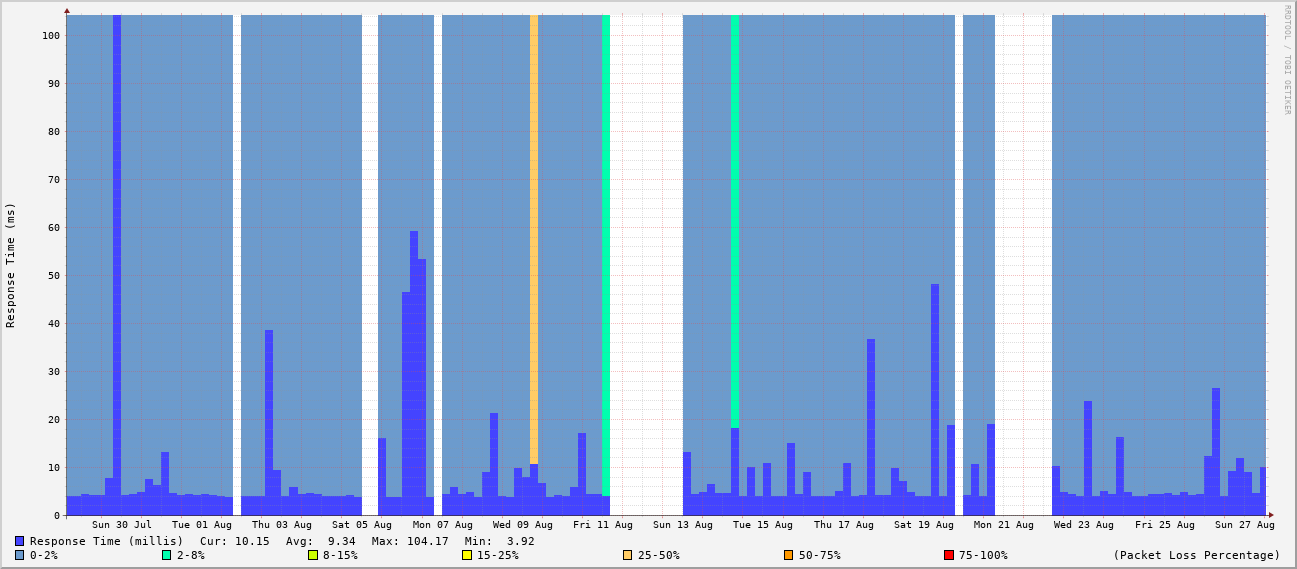 RRDTOOL / TOBI OETIKER
Response Time (ms)
100
90
80
70
60
50
40
30
20
10
0
Sun 30 Jul Tue 01 Aug Thu 03 Aug Sat 05 Aug Mon 07 Aug Wed 09 Aug Fri 11 Aug Sun 13 Aug Tue 15 Aug Thu 17 Aug Sat 19 Aug Mon 21 Aug Wed 23 Aug Fri 25 Aug Sun 27 Aug
Response Time (millis) Cur: 10.15 Avg: 9.34 Max: 104.17 Min: 3.92
0-2% 2-8% 8-15% 15-25% 25-50% 50-75% 75-100% (Packet Loss Percentage)